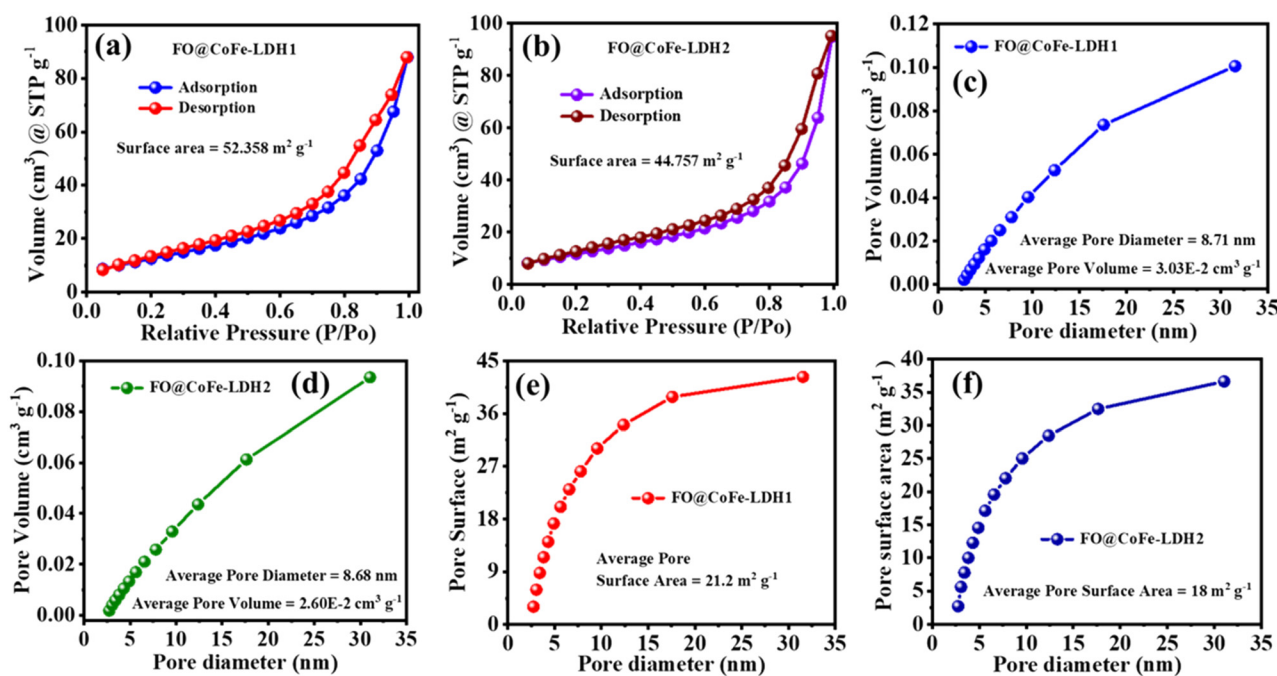 (a)
FO@CoFe-LDH1
Adsorption
Desorption
Surface area = 52.358 m² g⁻¹
Volume (cm³) @ STP g⁻¹
0
20
40
60
80
100
0.0 0.2 0.4 0.6 0.8 1.0
Relative Pressure (P/Po)
(b)
FO@CoFe-LDH2
Adsorption
Desorption
Surface area = 44.757 m² g⁻¹
Volume (cm³) @ STP g⁻¹
0
20
40
60
80
100
0.0 0.2 0.4 0.6 0.8 1.0
Relative Pressure (P/Po)
(c)
FO@CoFe-LDH1
Average Pore Diameter = 8.71 nm
Average Pore Volume = 3.03E-2 cm³ g⁻¹
Pore Volume (cm³ g⁻¹)
0.00
0.02
0.04
0.06
0.08
0.10
0.12
0 5 10 15 20 25 30 35
Pore diameter (nm)
(d)
FO@CoFe-LDH2
Average Pore Diameter = 8.68 nm
Average Pore Volume = 2.60E-2 cm³ g⁻¹
Pore Volume (cm³ g⁻¹)
0.00
0.02
0.04
0.06
0.08
0.10
0 5 10 15 20 25 30 35
Pore diameter (nm)
(e)
FO@CoFe-LDH1
Average Pore
Surface Area = 21.2 m² g⁻¹
Pore Surface (m² g⁻¹)
0
9
18
27
36
45
0 5 10 15 20 25 30 35
Pore diameter (nm)
(f)
FO@CoFe-LDH2
Average Pore Surface Area = 18 m² g⁻¹
Pore surface area (m² g⁻¹)
0
5
10
15
20
25
30
35
40
0 5 10 15 20 25 30 35
Pore diameter (nm)